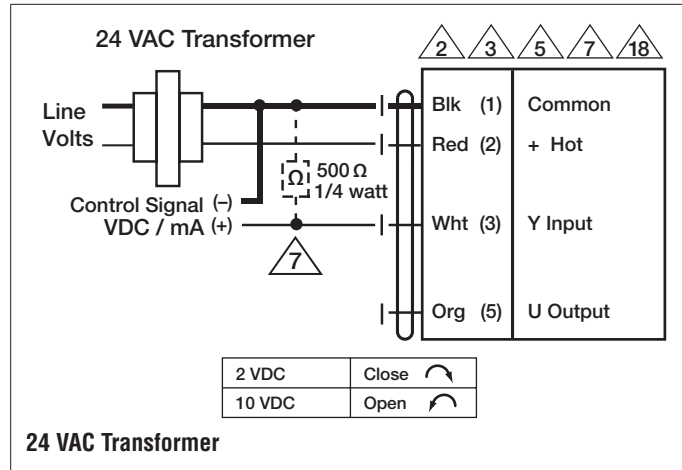 24 VAC Transformer
2 3 5 7 18
Line
Volts
Blk (1) Common
Red (2) + Hot
Ω 500 Ω
1/4 watt
Control Signal (–)
VDC / mA (+)
Wht (3) Y Input
7
Org (5) U Output
2 VDC Close
10 VDC Open
24 VAC Transformer